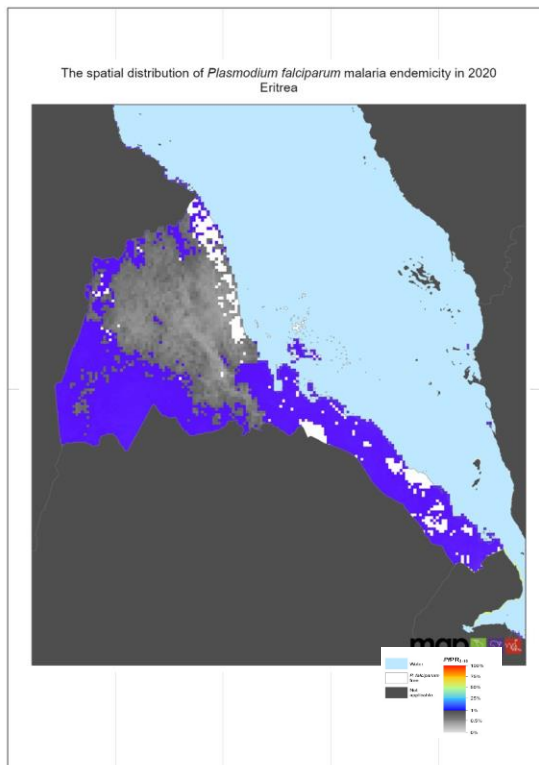 The spatial distribution of Plasmodium falciparum malaria endemicity in 2020
Eritrea
map
Water
P. falciparum
free
Not
applicable
100%
75%
50%
25%
1%
0.5%
0%